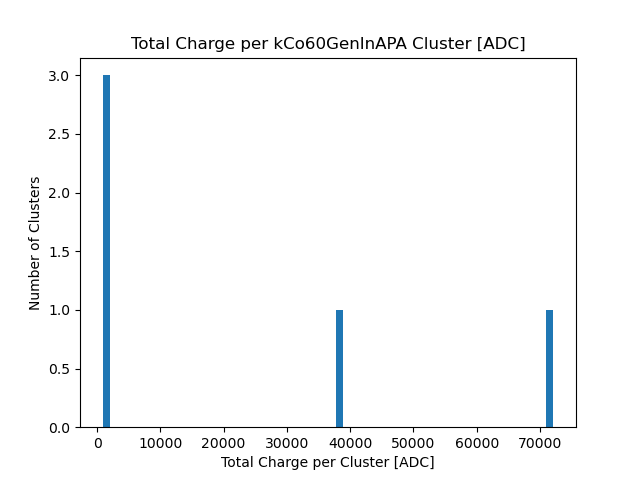 Total Charge per kCo60GenInAPA Cluster [ADC]
3.0
2.5
2.0
1.5
1.0
0.5
0.0
Number of Clusters
0 10000 20000 30000 40000 50000 60000 70000
Total Charge per Cluster [ADC]